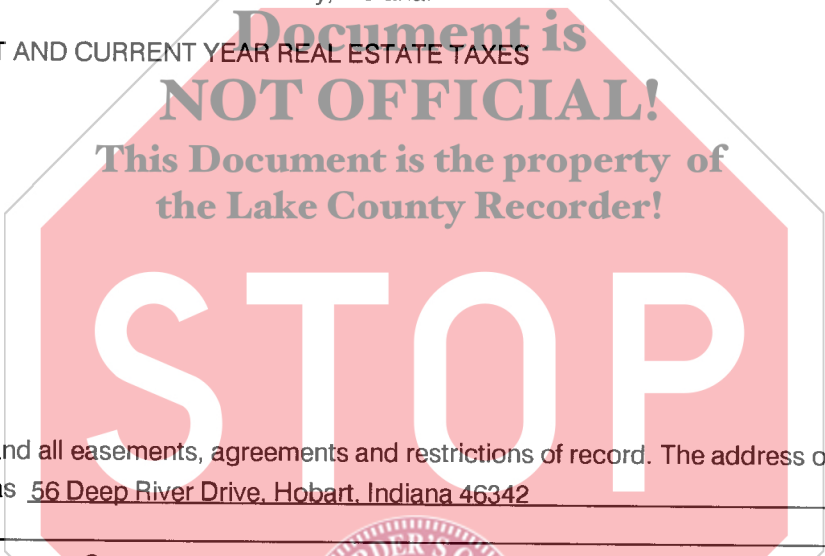 Document is
T AND CURRENT YEAR REAL ESTATE TAXES
NOT OFFICIAL!
This Document is the property of
the Lake County Recorder!
STOP
nd all easements, agreements and restrictions of record. The address o
as 56 Deep River Drive, Hobart, Indiana 46342